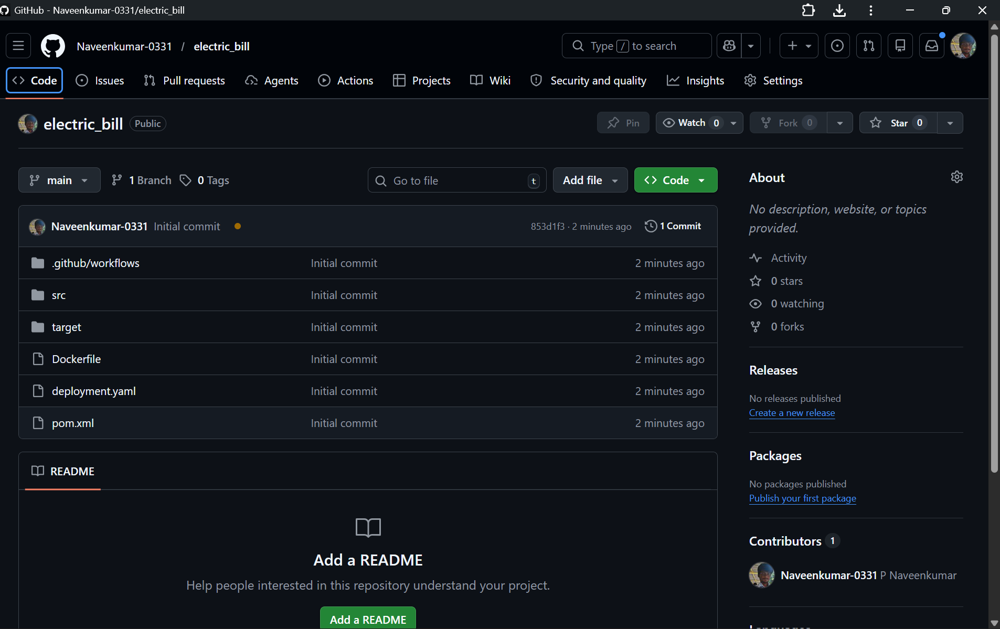 GitHub - Naveenkumar-0331/electric_bill
Naveenkumar-0331 / electric_bill
Type / to search
Code Issues Pull requests Agents Actions Projects Wiki Security and quality Insights Settings
electric_bill Public
Pin Watch 0 Fork 0 Star 0
main 1 Branch 0 Tags Go to file t Add file Code
Naveenkumar-0331 Initial commit 853d1f3 · 2 minutes ago 1 Commit
.github/workflows Initial commit 2 minutes ago
src Initial commit 2 minutes ago
target Initial commit 2 minutes ago
Dockerfile Initial commit 2 minutes ago
deployment.yaml Initial commit 2 minutes ago
pom.xml Initial commit 2 minutes ago
README
Add a README
Help people interested in this repository understand your project.
Add a README
About
No description, website, or topics
provided.
Activity
0 stars
0 watching
0 forks
Releases
No releases published
Create a new release
Packages
No packages published
Publish your first package
Contributors 1
Naveenkumar-0331 P Naveenkumar